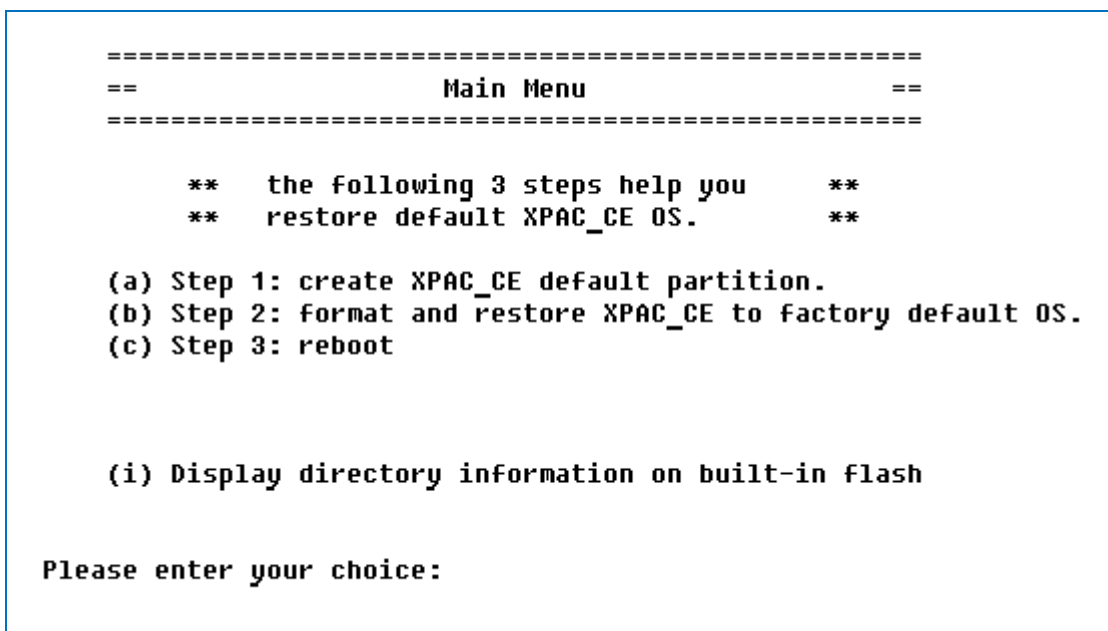 ===================================================
== Main Menu ==
===================================================
** the following 3 steps help you **
** restore default XPAC_CE OS. **
(a) Step 1: create XPAC_CE default partition.
(b) Step 2: format and restore XPAC_CE to factory default OS.
(c) Step 3: reboot
(i) Display directory information on built-in flash
Please enter your choice: